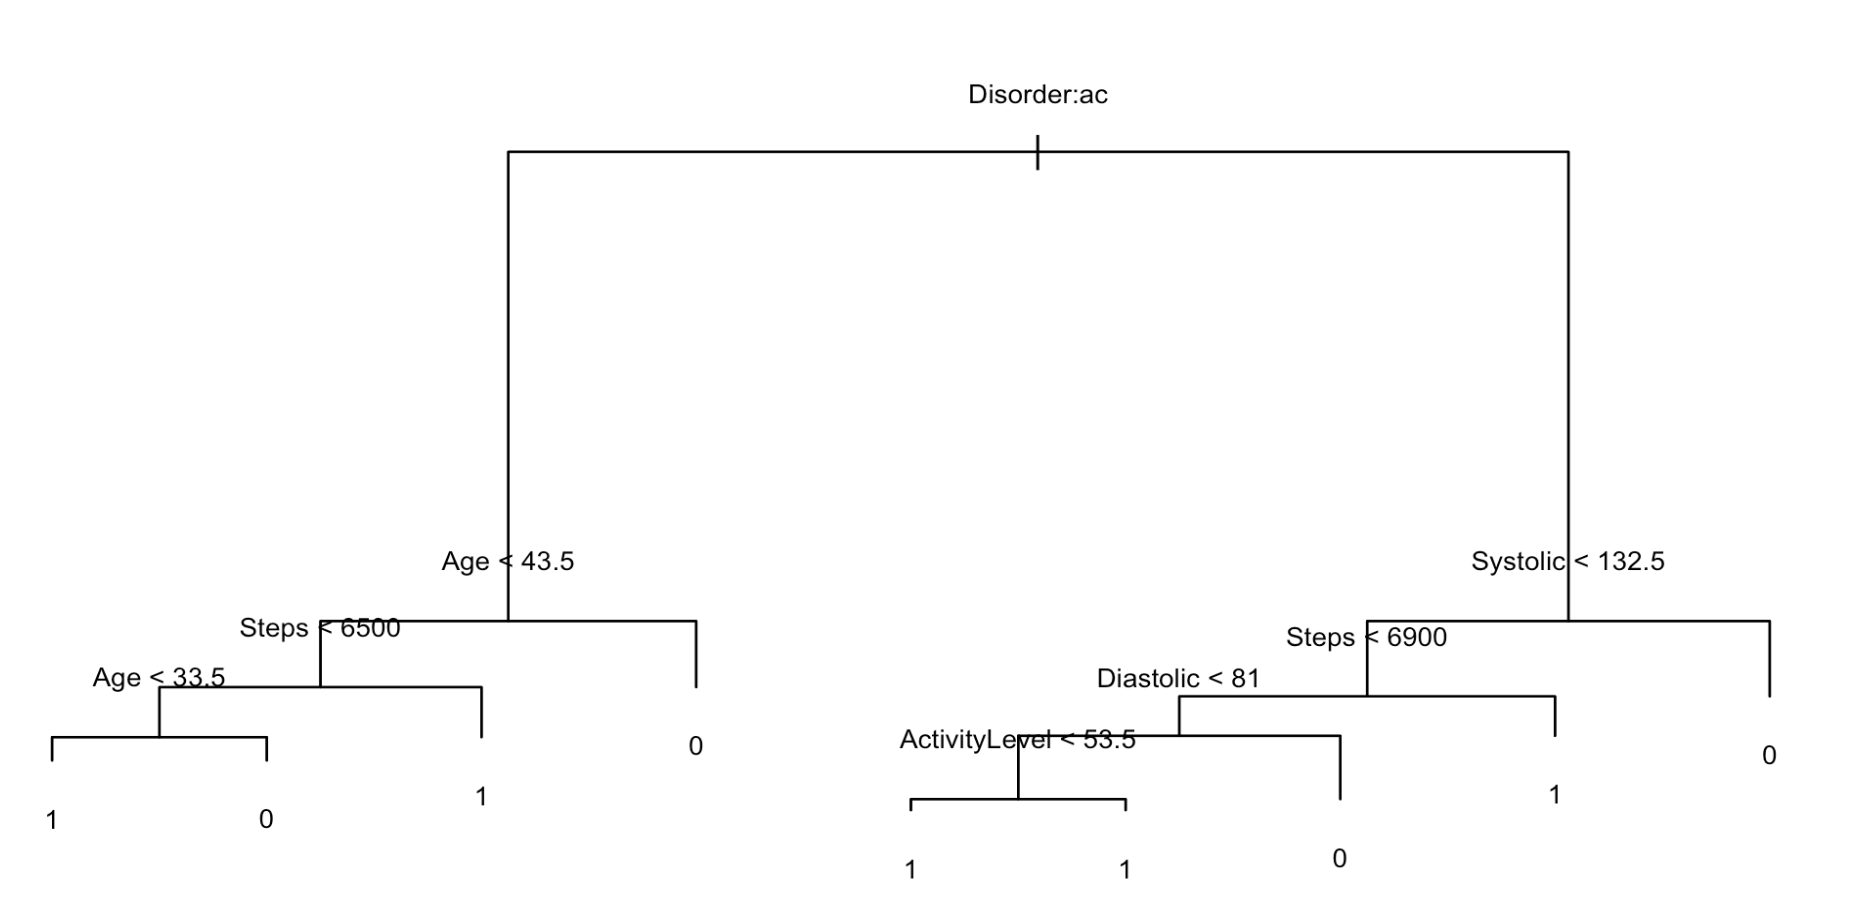 Disorder:ac
Age < 43.5
Systolic < 132.5
Steps < 6500
Steps < 6900
Age < 33.5
Diastolic < 81
ActivityLevel < 53.5
0
0
1
1
1
0
0
1
1